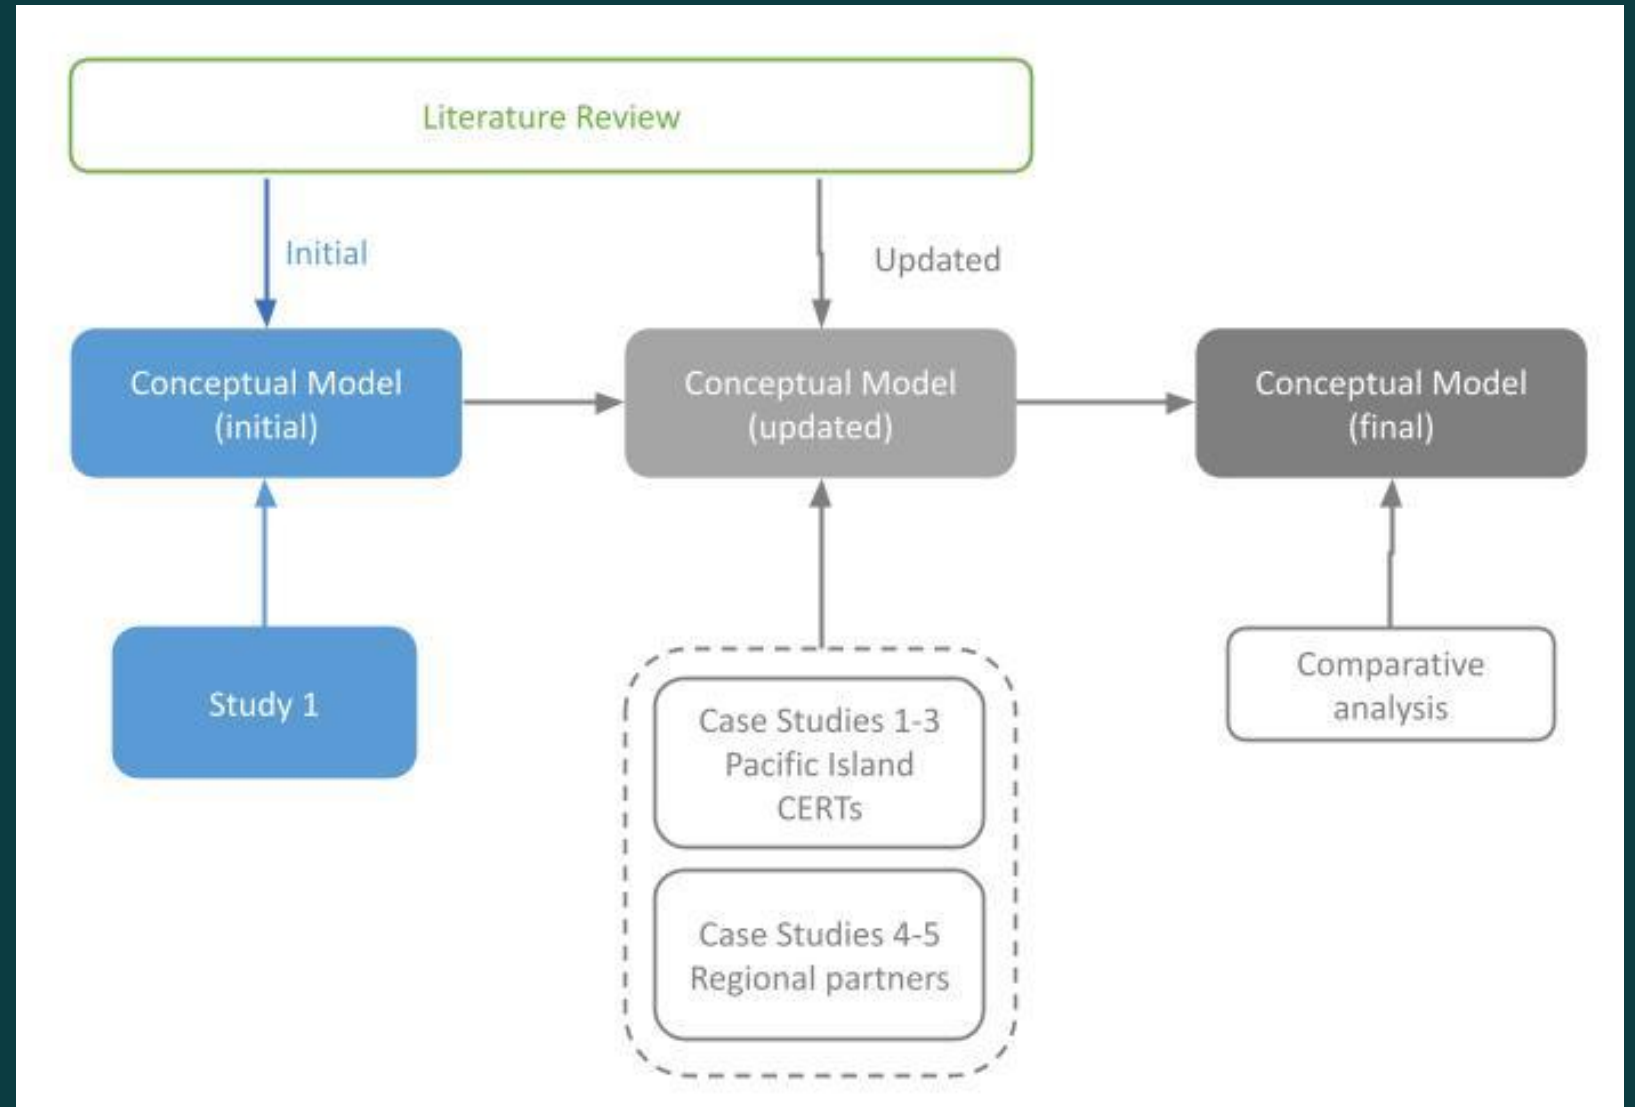 Literature Review
Initial
Updated
Conceptual Model
(initial)
Conceptual Model
(updated)
Conceptual Model
(final)
Study 1
Case Studies 1-3
Pacific Island
CERTs
Case Studies 4-5
Regional partners
Comparative
analysis